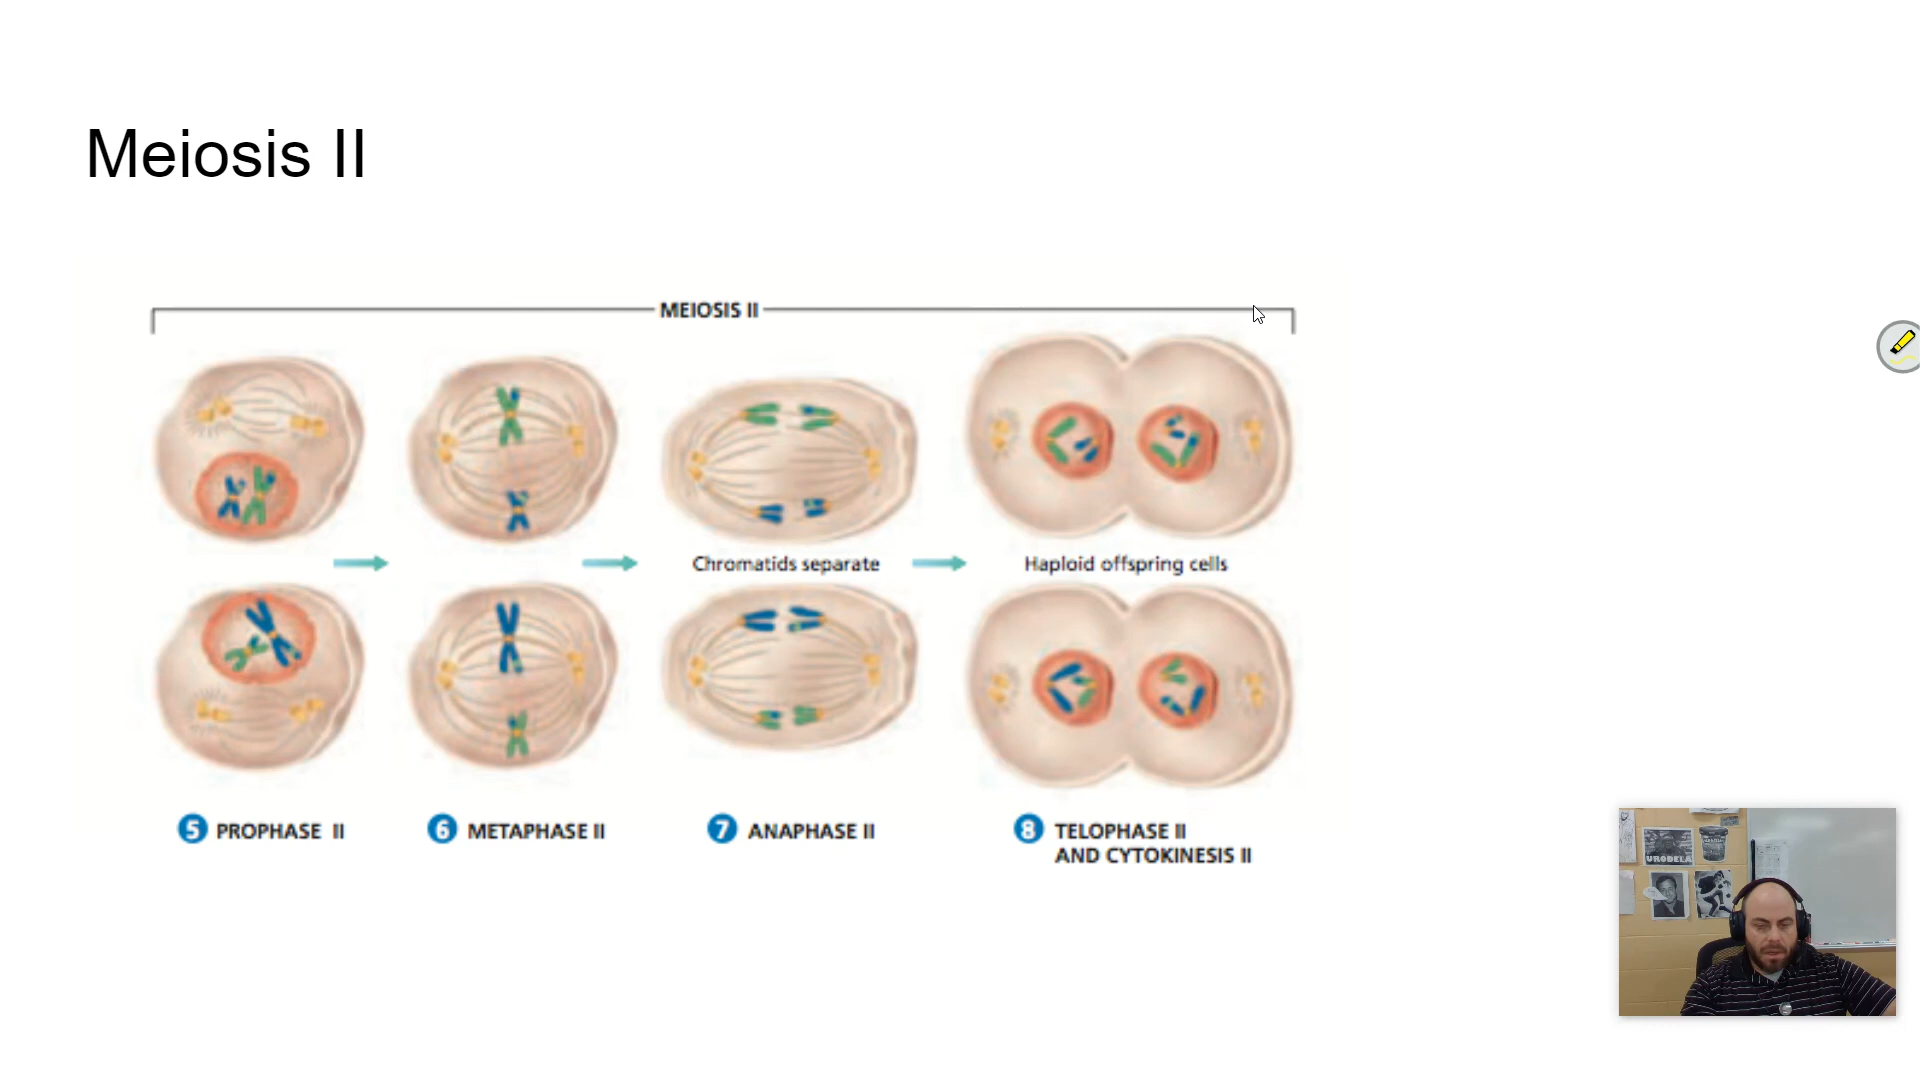 Meiosis II
MEIOSIS II
Chromatids separate
Haploid offspring cells
5 PROPHASE II
6 METAPHASE II
7 ANAPHASE II
8 TELOPHASE II
AND CYTOKINESIS II
URODELA